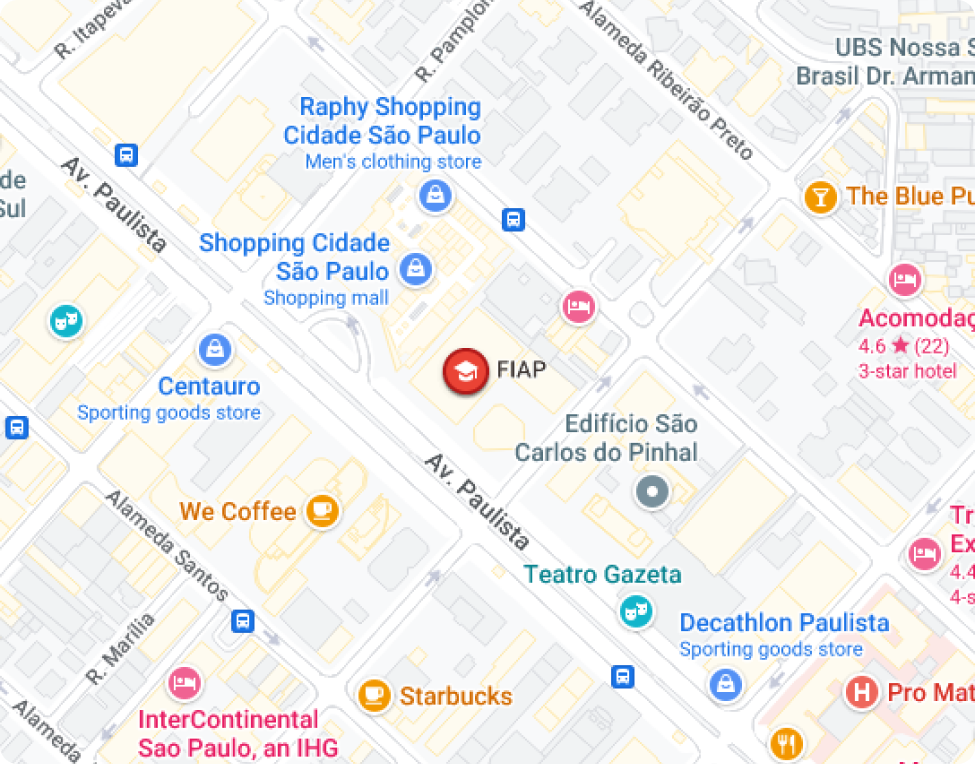 R. Itapeva
R. Pamplon
Alameda Ribeirão Preto
UBS Nossa S
Brasil Dr. Arman
Raphy Shopping
Cidade São Paulo
Men's clothing store
Av. Paulista
de
Sul
The Blue Pu
Shopping Cidade
São Paulo
Shopping mall
Acomodaç
4.6 ★ (22)
3-star hotel
FIAP
Centauro
Sporting goods store
Edifício São
Carlos do Pinhal
Av. Paulista
We Coffee
Alameda Santos
Tr
Ex
4.4
4-s
Teatro Gazeta
Decathlon Paulista
Sporting goods store
R. Marília
H
Pro Mat
Starbucks
InterContinental
Sao Paulo, an IHG
Alameda